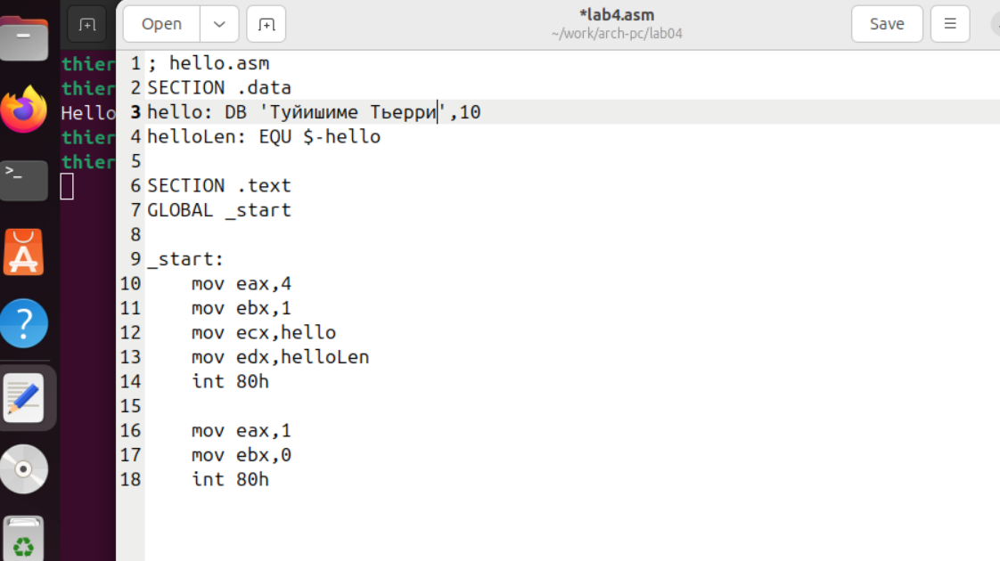 Open
*lab4.asm
~/work/arch-pc/lab04
Save
thier
thier
Hello
thier
thier
1 ; hello.asm
2 SECTION .data
3 hello: DB 'Туйишиме Тьерри',10
4 helloLen: EQU $-hello
5
6 SECTION .text
7 GLOBAL _start
8
9 _start:
10     mov eax,4
11     mov ebx,1
12     mov ecx,hello
13     mov edx,helloLen
14     int 80h
15
16     mov eax,1
17     mov ebx,0
18     int 80h